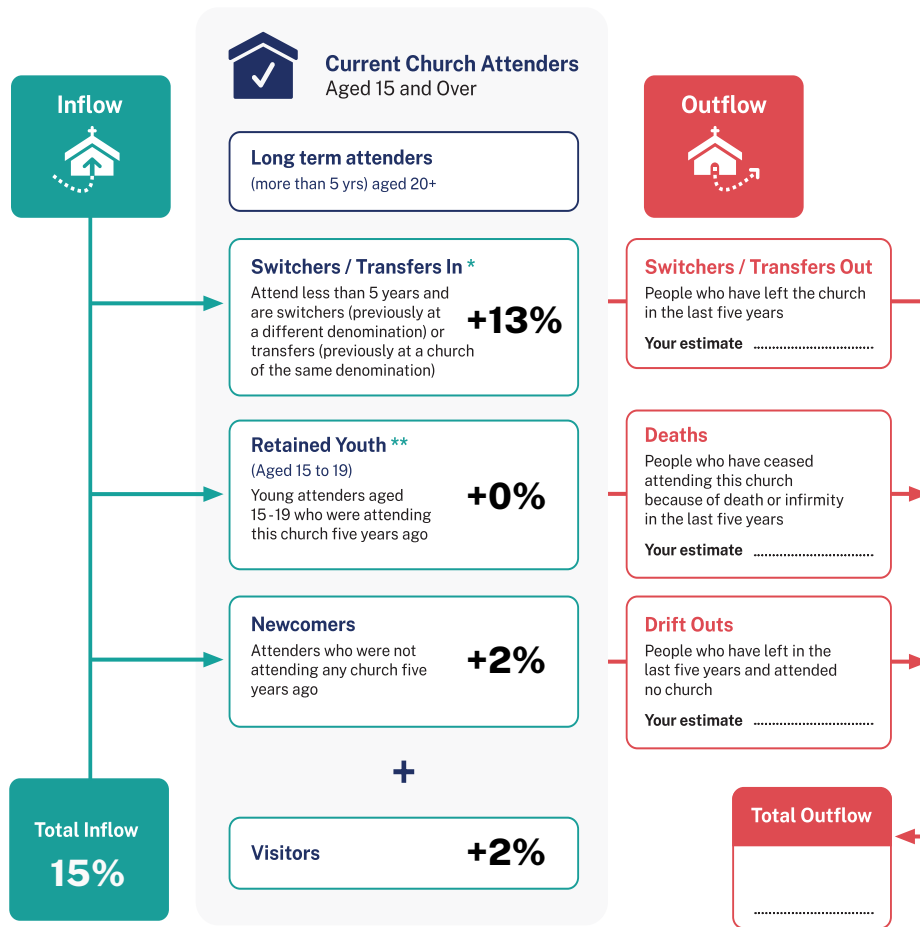 Inflow
Current Church Attenders
Aged 15 and Over
Outflow
Long term attenders
(more than 5 yrs) aged 20+
Switchers / Transfers In *
Attend less than 5 years and
are switchers (previously at
a different denomination) or
transfers (previously at a church
of the same denomination)
+13%
Switchers / Transfers Out
People who have left the church
in the last five years
Your estimate ................................
Retained Youth **
(Aged 15 to 19)
Young attenders aged
15-19 who were attending
this church five years ago
+0%
Deaths
People who have ceased
attending this church
because of death or infirmity
in the last five years
Your estimate ................................
Newcomers
Attenders who were not
attending any church five
years ago
+2%
Drift Outs
People who have left in the
last five years and attended
no church
Your estimate ................................
+
Total Inflow
15%
Visitors
+2%
Total Outflow
................................